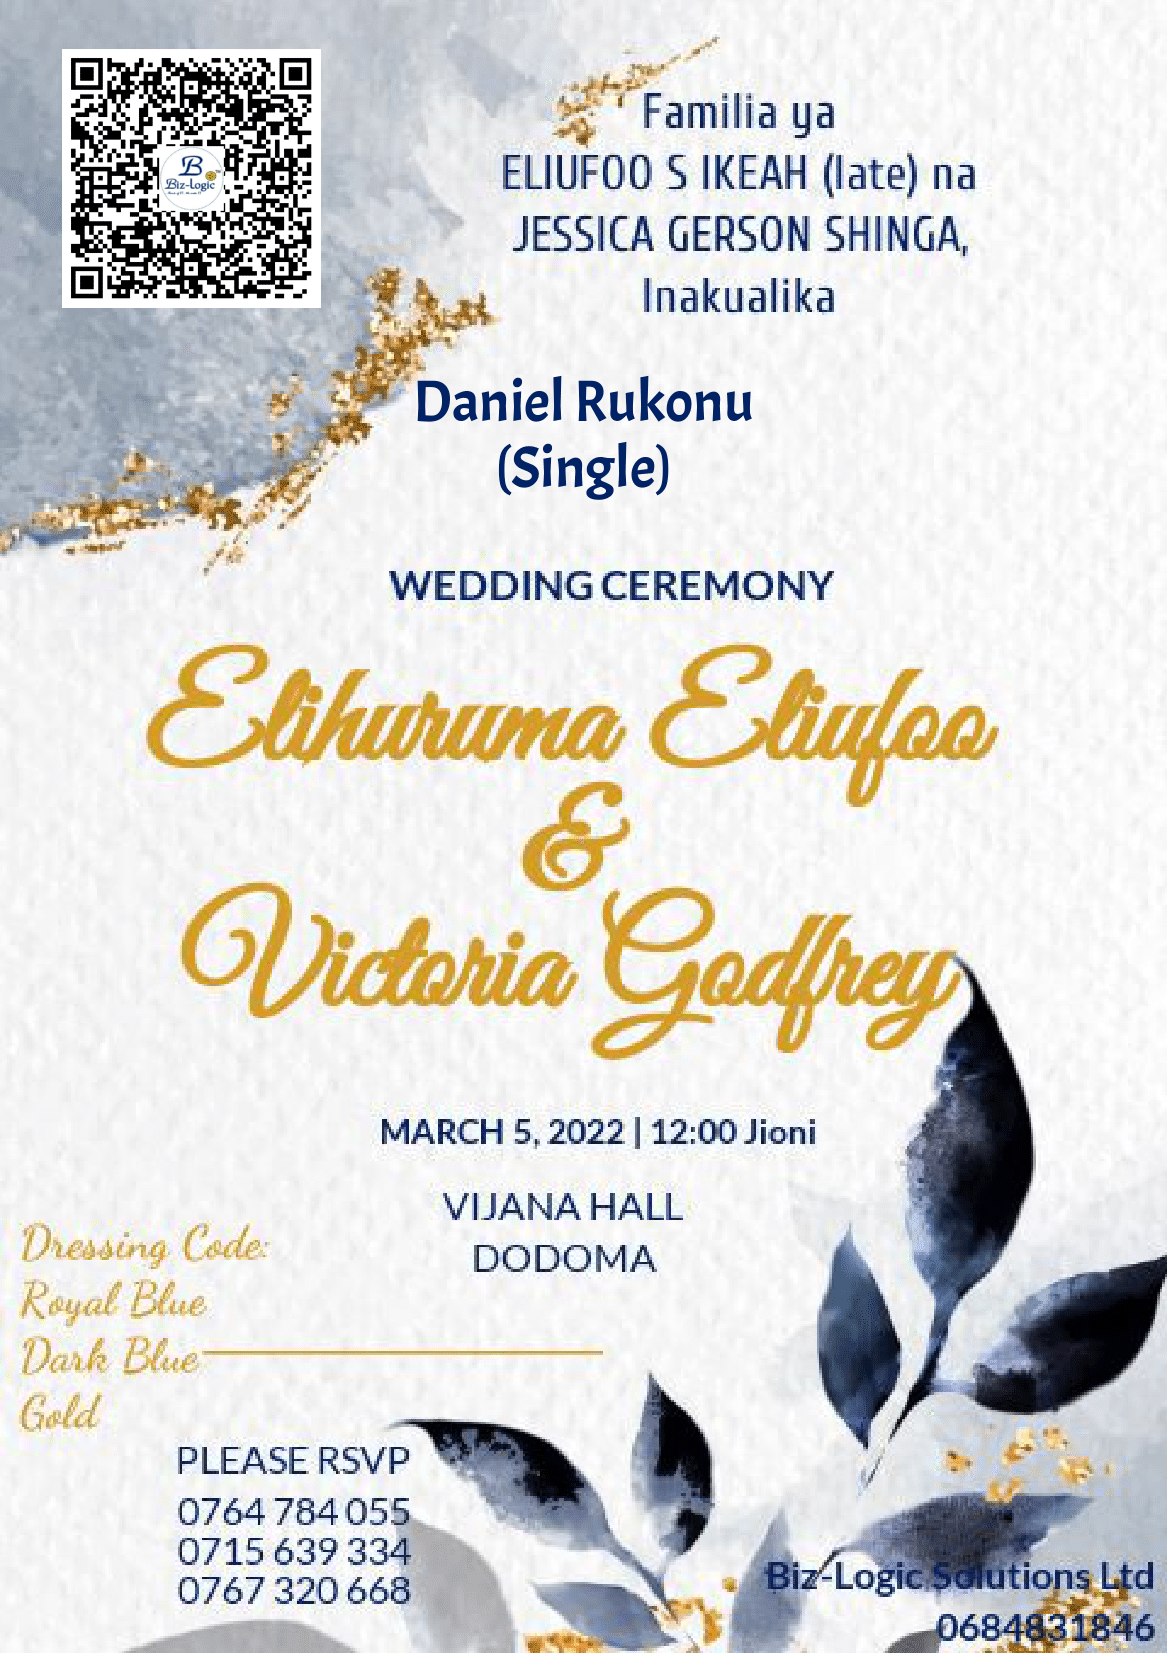 B
Biz-Logic
Familia ya
ELIUFOO S IKEAH (late) na
JESSICA GERSON SHINGA,
Inakualika
Daniel Rukonu
(Single)
WEDDING CEREMONY
Elihuruma Eliufoo
&
Victoria Godfrey
MARCH 5, 2022 | 12:00 Jioni
VIJANA HALL
DODOMA
Dressing Code:
Royal Blue
Dark Blue
Gold
PLEASE RSVP
0764 784 055
0715 639 334
0767 320 668
Biz-Logic Solutions Ltd
0684831846